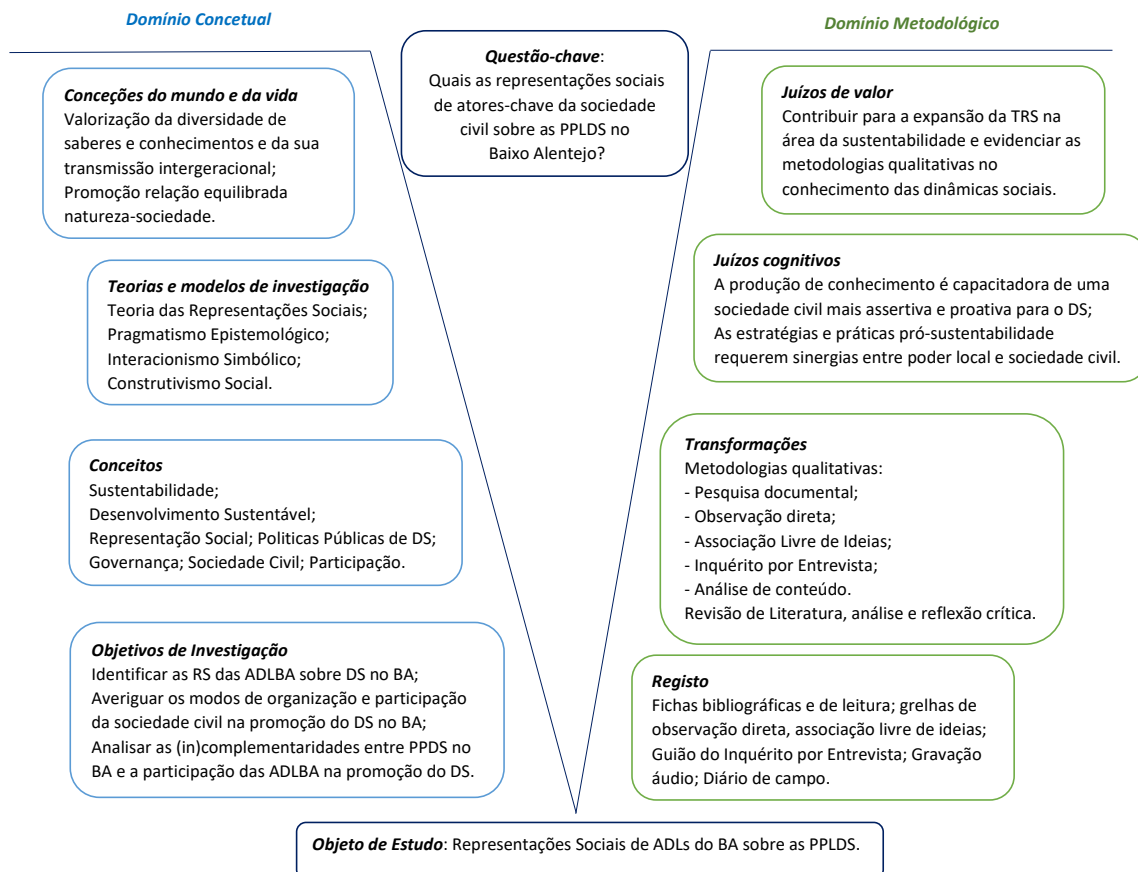 Domínio Concetual
Domínio Metodológico
Questão-chave:
Quais as representações sociais
de atores-chave da sociedade
civil sobre as PPLDS no
Baixo Alentejo?
Conceções do mundo e da vida
Valorização da diversidade de
saberes e conhecimentos e da sua
transmissão intergeracional;
Promoção relação equilibrada
natureza-sociedade.
Teorias e modelos de investigação
Teoria das Representações Sociais;
Pragmatismo Epistemológico;
Interacionismo Simbólico;
Construtivismo Social.
Conceitos
Sustentabilidade;
Desenvolvimento Sustentável;
Representação Social; Politicas Públicas de DS;
Governança; Sociedade Civil; Participação.
Objetivos de Investigação
Identificar as RS das ADLBA sobre DS no BA;
Averiguar os modos de organização e participação
da sociedade civil na promoção do DS no BA;
Analisar as (in)complementaridades entre PPDS no
BA e a participação das ADLBA na promoção do DS.
Juízos de valor
Contribuir para a expansão da TRS na
área da sustentabilidade e evidenciar as
metodologias qualitativas no
conhecimento das dinâmicas sociais.
Juízos cognitivos
A produção de conhecimento é capacitadora de uma
sociedade civil mais assertiva e proativa para o DS;
As estratégias e práticas pró-sustentabilidade
requerem sinergias entre poder local e sociedade civil.
Transformações
Metodologias qualitativas:
- Pesquisa documental;
- Observação direta;
- Associação Livre de Ideias;
- Inquérito por Entrevista;
- Análise de conteúdo.
Revisão de Literatura, análise e reflexão crítica.
Registo
Fichas bibliográficas e de leitura; grelhas de
observação direta, associação livre de ideias;
Guião do Inquérito por Entrevista; Gravação
áudio; Diário de campo.
Objeto de Estudo: Representações Sociais de ADLs do BA sobre as PPLDS.